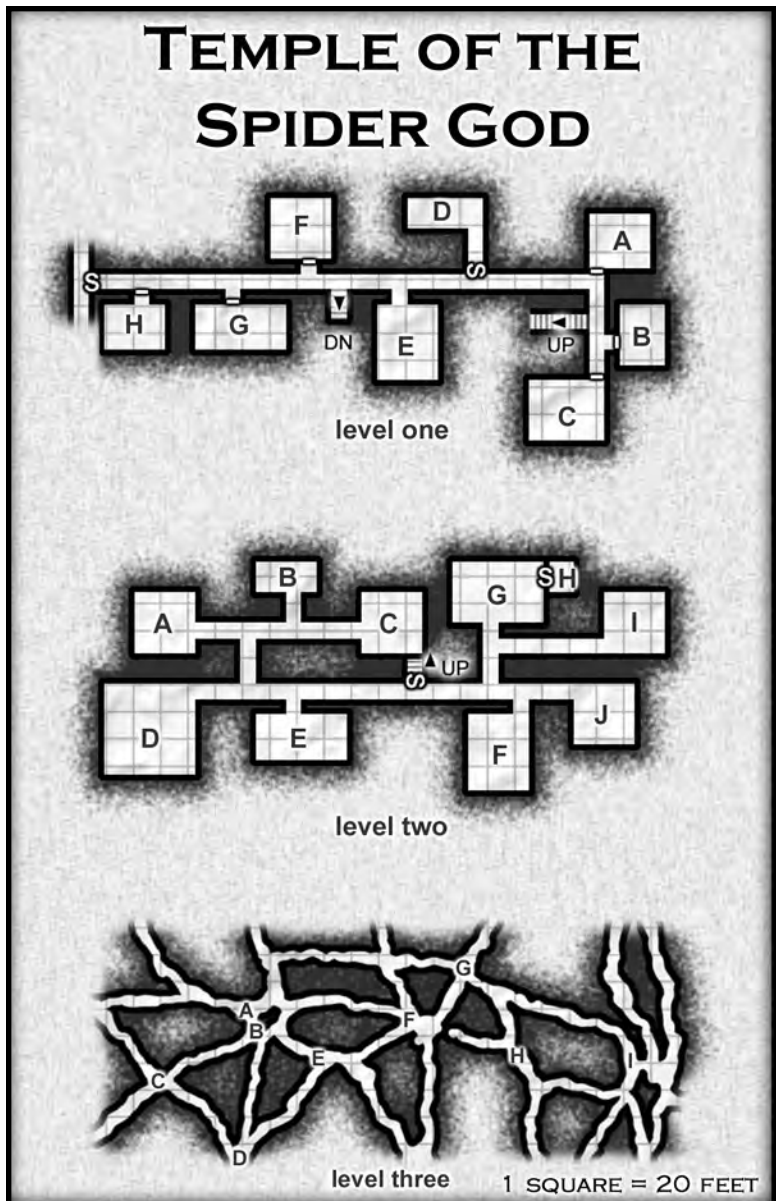 TEMPLE OF THE
SPIDER GOD
D
F
A
S
S
H
G
DN
E
UP
B
C
level one
B
S H
G
A
C
I
UP
S
D
E
F
J
level two
G
A
F
B
E
H
I
C
D
level three
1 SQUARE = 20 FEET